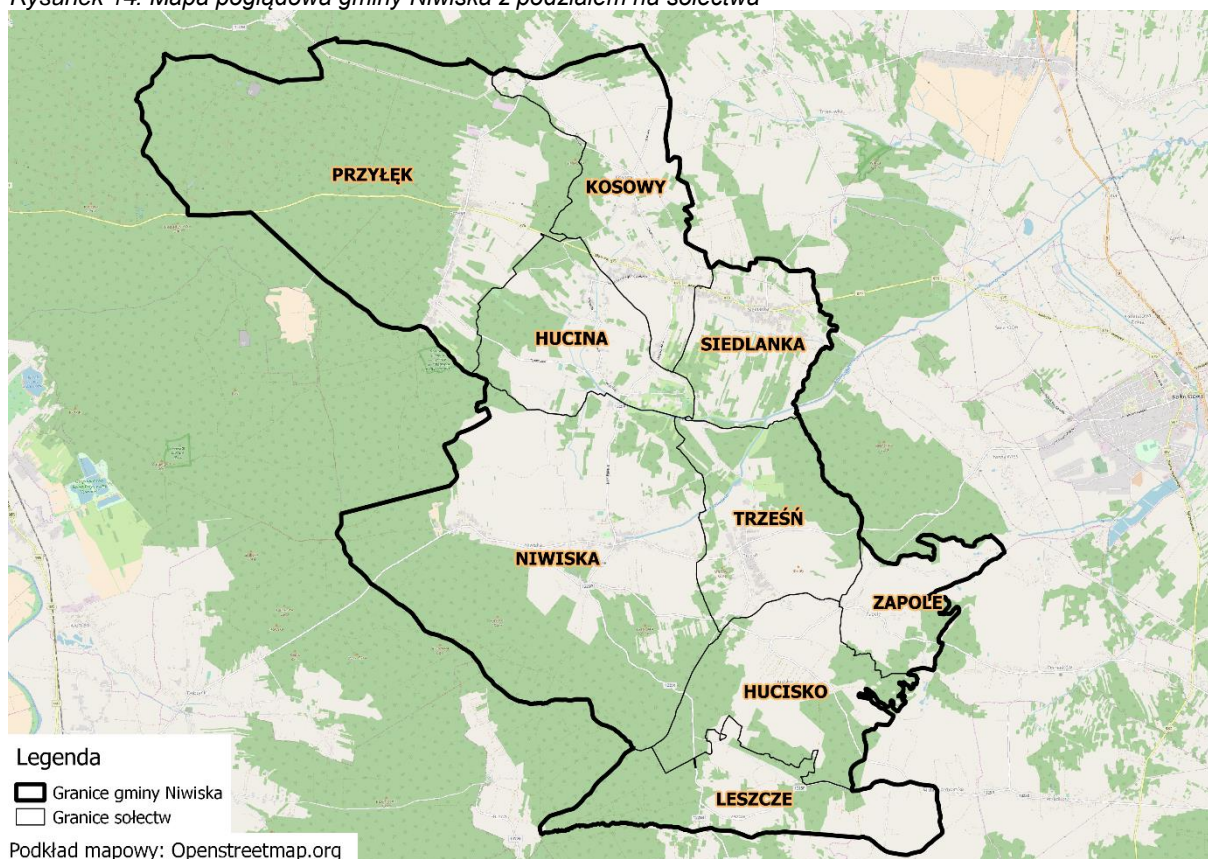 Rysunek 14. Mapa poglądowa gminy Niwiska z podziałem na sołectwa
PRZYŁĘK
KOSOWY
HUCINA
SIEDLANKA
TRZEŚŃ
NIWISKA
ZAPOLE
HUCISKO
LESZCZE
Legenda
Granice gminy Niwiska
Granice sołectw
Podkład mapowy: Openstreetmap.org